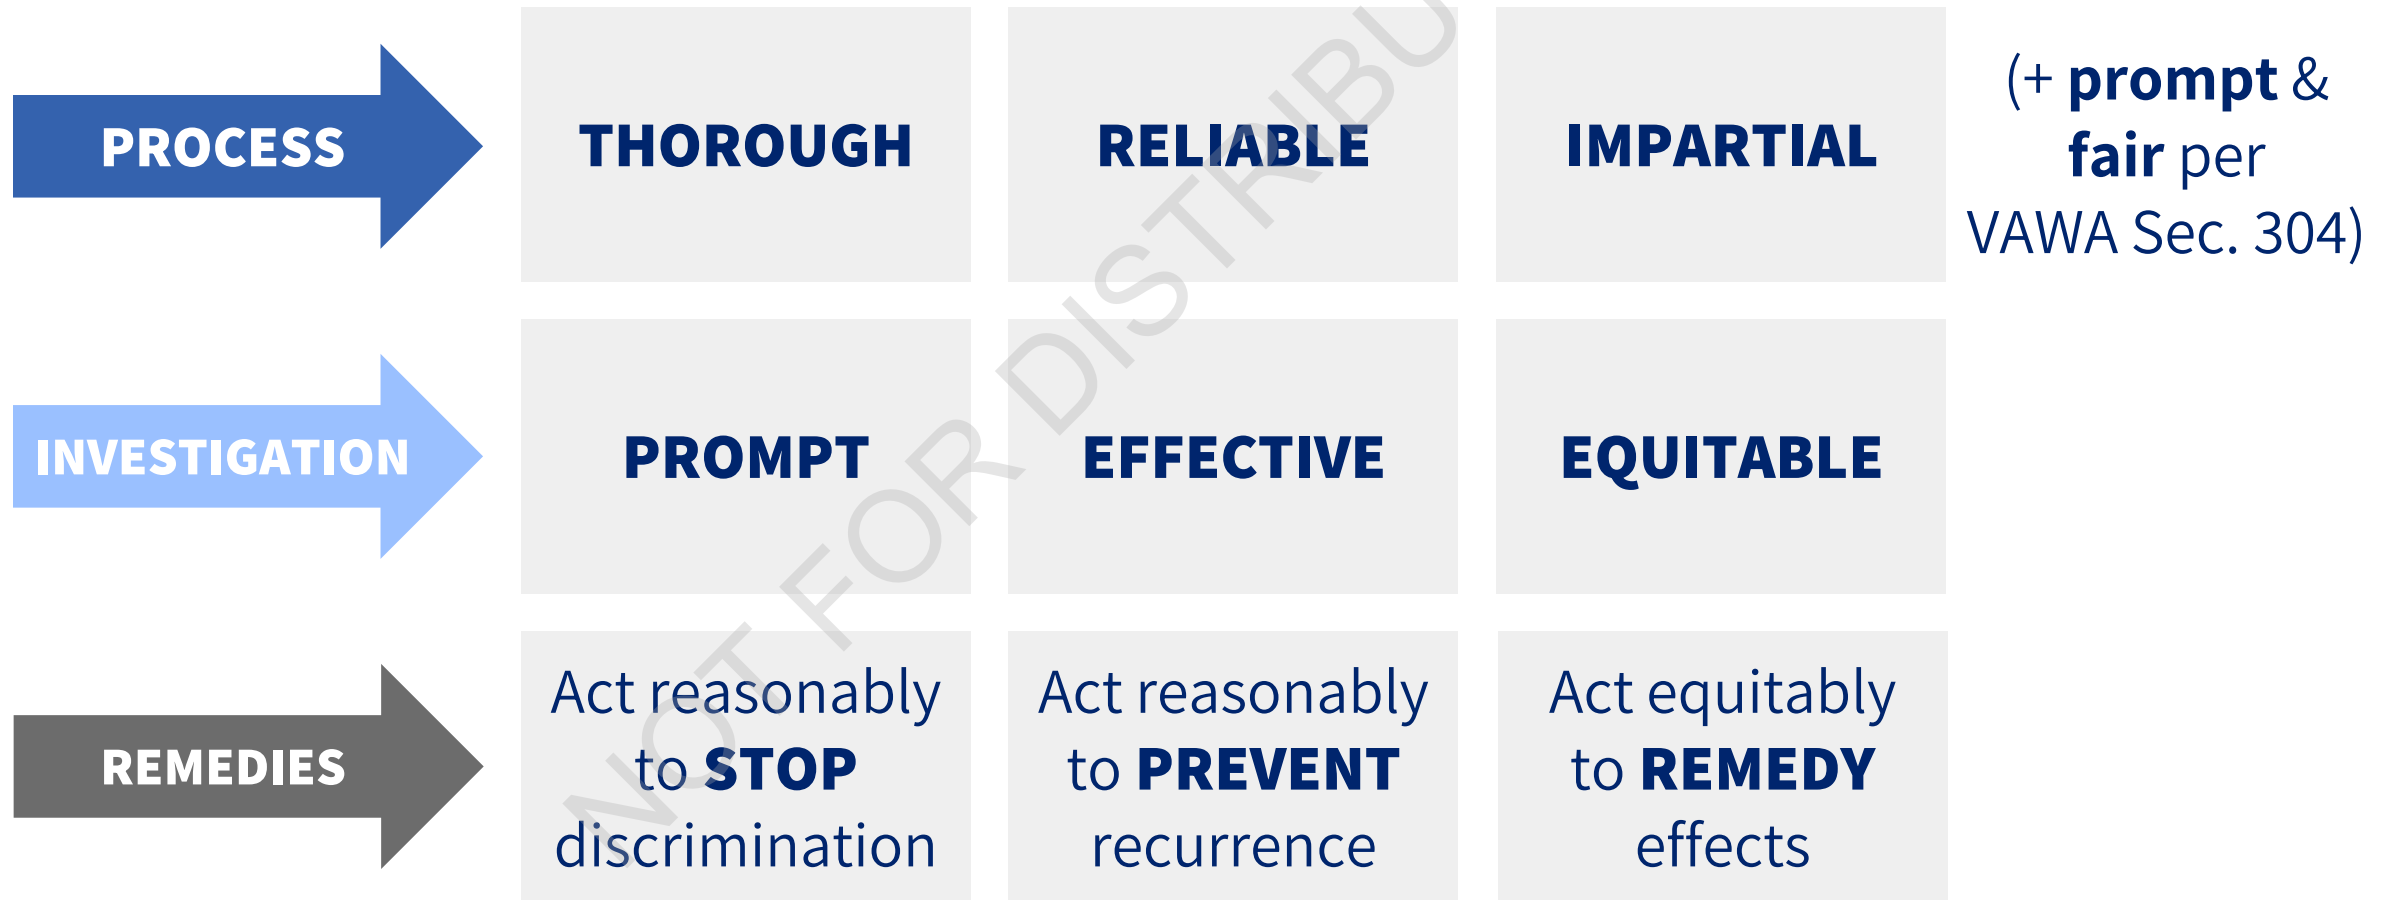 PROCESS
THOROUGH
RELIABLE
IMPARTIAL
(+ prompt &
fair per
VAWA Sec. 304)
INVESTIGATION
PROMPT
EFFECTIVE
EQUITABLE
REMEDIES
Act reasonably
to STOP
discrimination
Act reasonably
to PREVENT
recurrence
Act equitably
to REMEDY
effects
NOT FOR DISTRIBU